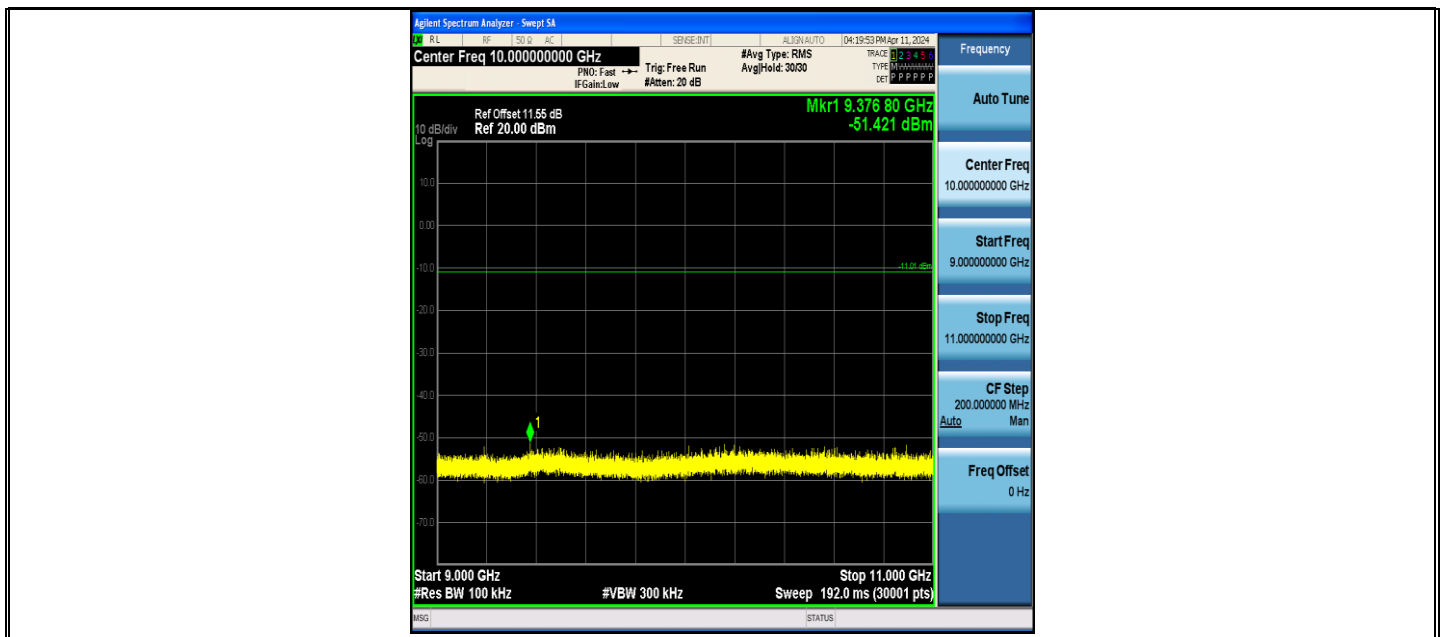 Agilent Spectrum Analyzer - Swept SA
RL RF 50 Ω AC SENSE:INT ALIGN AUTO 04:19:53 PM Apr 11, 2024
Center Freq 10.000000000 GHz
PNO: Fast
IFGain:Low
Trig: Free Run
#Atten: 20 dB
#Avg Type: RMS
Avg|Hold: 30/30
TRACE 1 2 3 4 5 6
TYPE M
DET P P P P P P
Mkr1 9.376 80 GHz
-51.421 dBm
Ref Offset 11.55 dB
10 dB/div Ref 20.00 dBm
Log
10.0
0.00
-10.0
-11.01 dBm
-20.0
-30.0
-40.0
1
-50.0
-60.0
-70.0
Start 9.000 GHz Stop 11.000 GHz
#Res BW 100 kHz #VBW 300 kHz Sweep 192.0 ms (30001 pts)
MSG STATUS
Frequency
Auto Tune
Center Freq
10.000000000 GHz
Start Freq
9.000000000 GHz
Stop Freq
11.000000000 GHz
CF Step
200.000000 MHz
Auto Man
Freq Offset
0 Hz